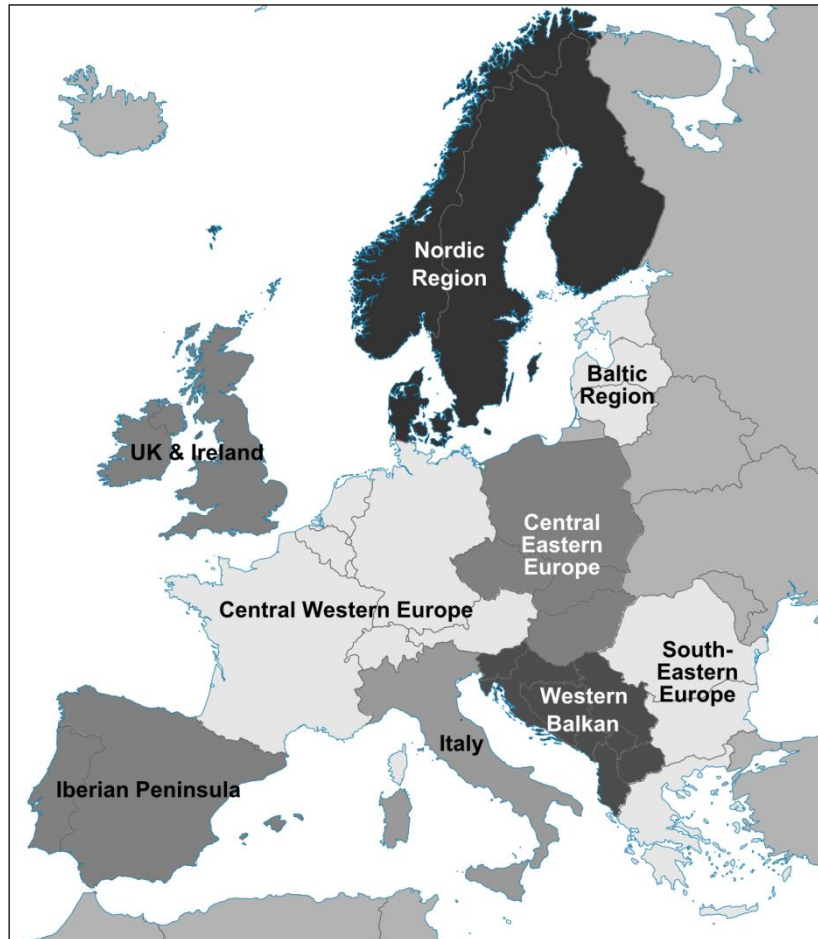 Nordic
Region
Baltic
Region
UK & Ireland
Central
Eastern
Europe
Central Western Europe
South-
Eastern
Europe
Western
Balkan
Italy
Iberian Peninsula